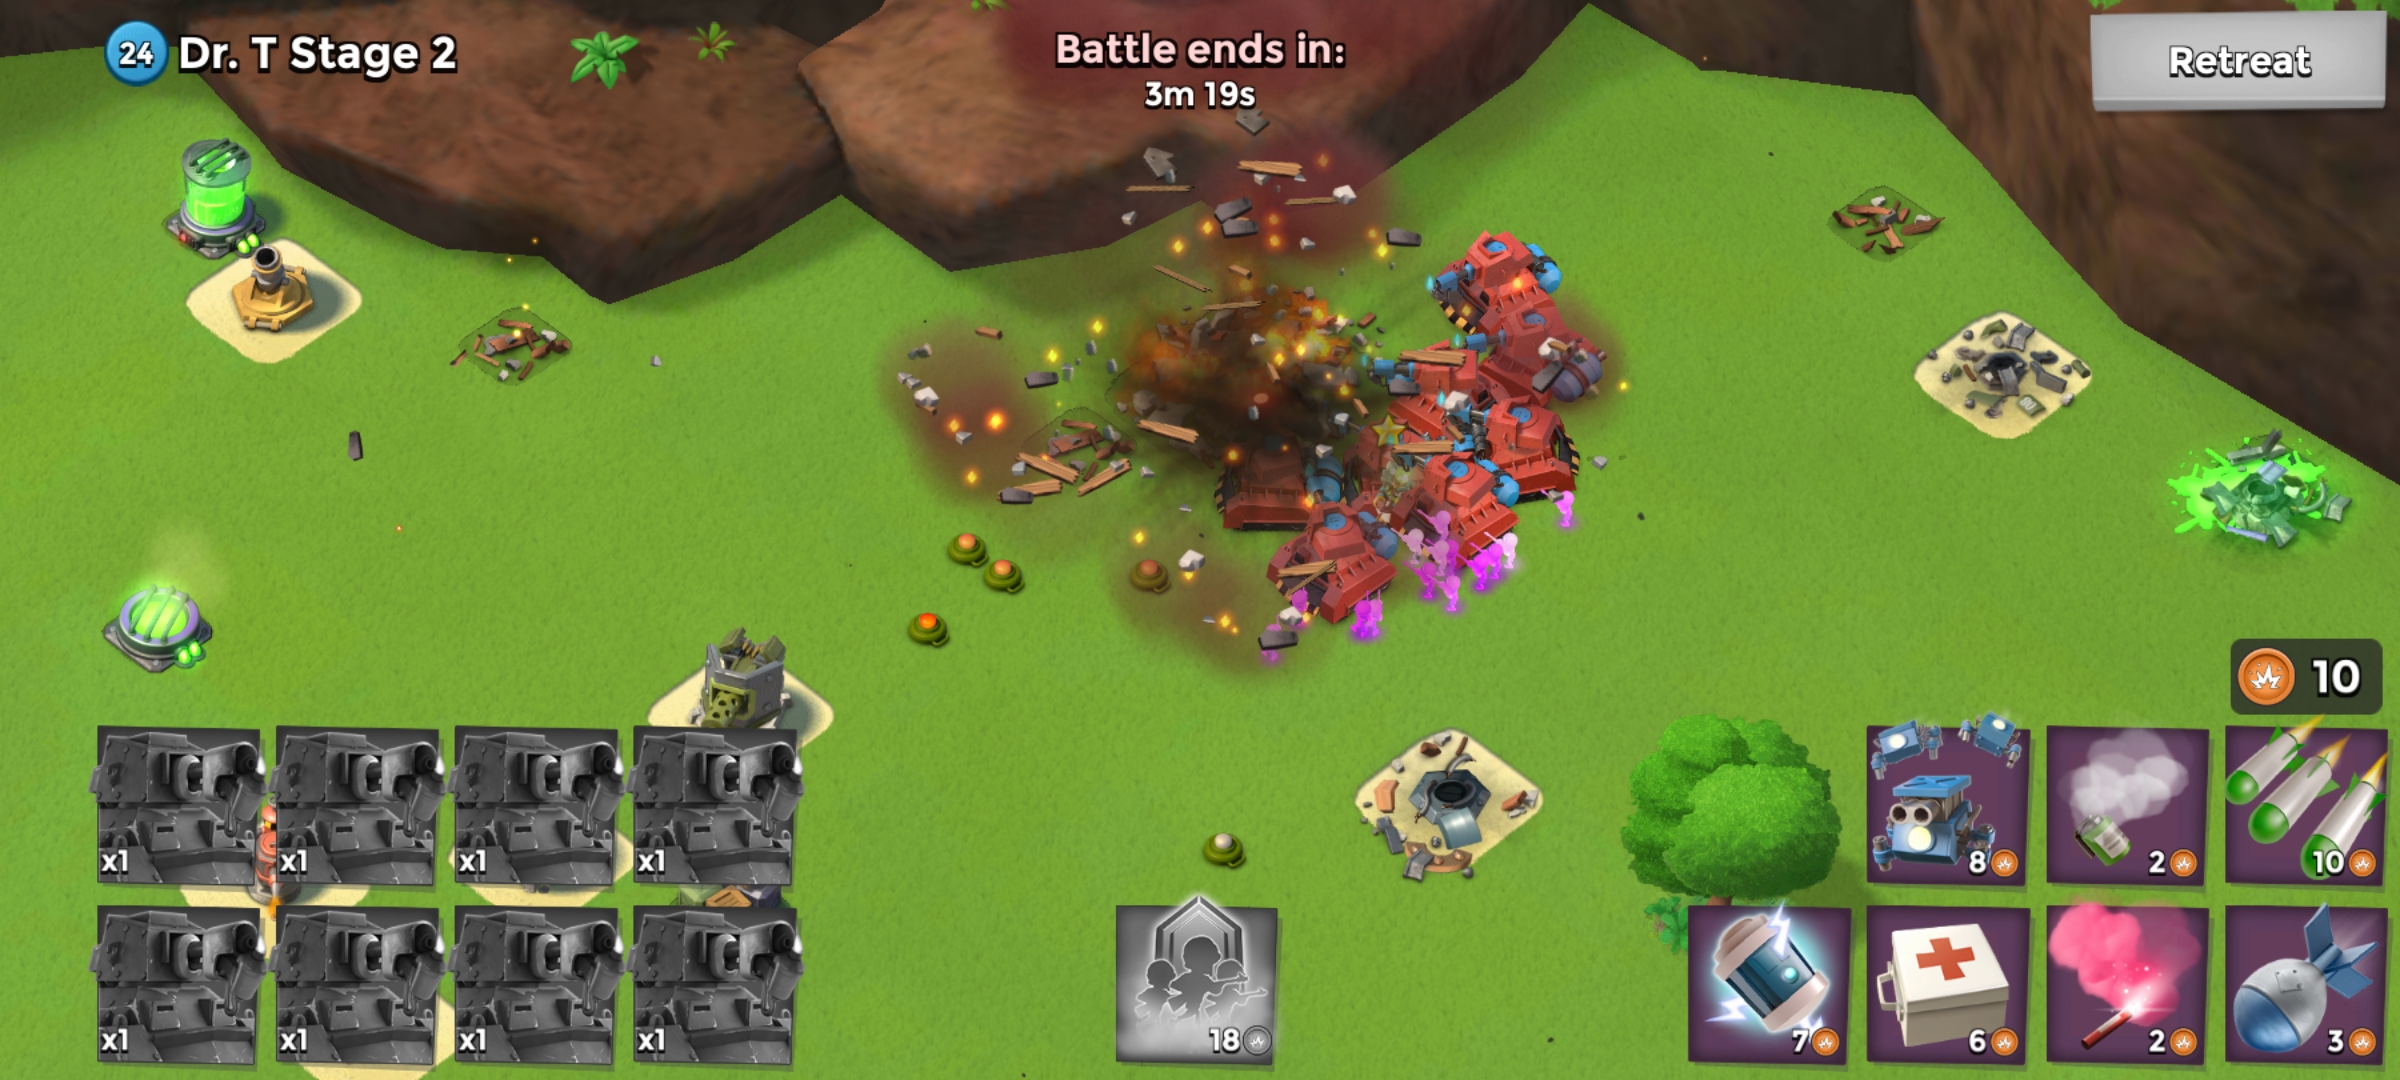 24 Dr. T Stage 2
Battle ends in:
3m 19s
Retreat
10
x1 x1 x1 x1
8 2 10
x1 x1 x1 x1
18
7 6 2 3